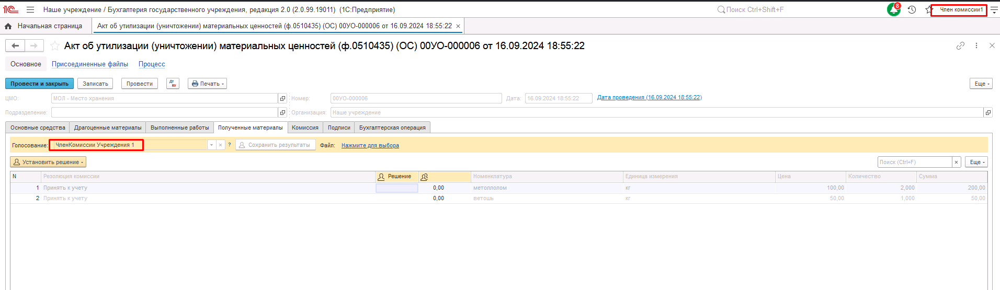 1С Наше учреждение / Бухгалтерия государственного учреждения, редакция 2.0 (2.0.99.19011) (1С:Предприятие) Поиск Ctrl+Shift+F 8 Член комиссии1
Начальная страница Акт об утилизации (уничтожении) материальных ценностей (ф.0510435) (ОС) 00УО-000006 от 16.09.2024 18:55:22 ×
Акт об утилизации (уничтожении) материальных ценностей (ф.0510435) (ОС) 00УО-000006 от 16.09.2024 18:55:22
Основное Присоединенные файлы Процесс
Провести и закрыть Записать Провести Дт Кт Печать Еще
ЦМО: МОЛ - Место хранения Номер: 00УО-000006 Дата: 16.09.2024 18:55:22 Дата проведения (16.09.2024 18:55:22)
Подразделение: Организация: Наше учреждение
Основные средства Драгоценные материалы Выполненные работы Полученные материалы Комиссия Подписи Бухгалтерская операция
Голосование: ЧленКомиссии Учреждения 1 × ? Сохранить результаты Файл: Нажмите для выбора
Установить решение Поиск (Ctrl+F) × Еще
N Резолюция комиссии Решение Номенклатура Единица измерения Цена Количество Сумма
1 Принять к учету 0,00 метоллолом кг 100,00 2,000 200,00
2 Принять к учету 0,00 ветошь кг 50,00 1,000 50,00